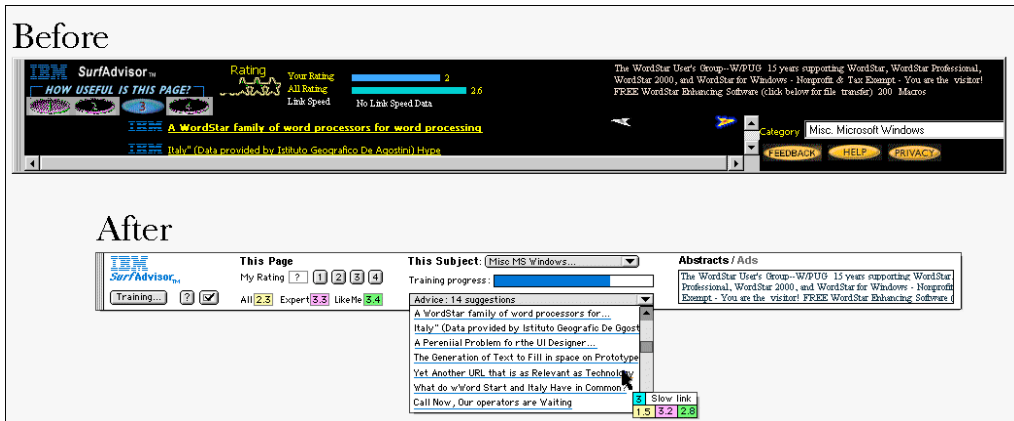 Before
IBM SurfAdvisor TM
HOW USEFUL IS THIS PAGE?
1 2 3 4
Rating
Your Rating 2
All Rating 2.6
Link Speed No Link Speed Data
IBM A WordStar family of word processors for word processing
IBM Italy" (Data provided by Istituto Geografico De Agostini) Hype
The WordStar User's Group--W/PUG 15 years supporting WordStar, WordStar Professional,
WordStar 2000, and WordStar for Windows - Nonprofit & Tax Exempt - You are the visitor!
FREE WordStar Enhancing Software (click below for file transfer) 200 Macros
Category Misc. Microsoft Windows
FEEDBACK HELP PRIVACY
After
IBM
SurfAdvisor TM
Training... ?
This Page
My Rating ? 1 2 3 4
All 2.3 Expert 3.3 LikeMe 3.4
This Subject: Misc MS Windows...
Training progress:
Advice: 14 suggestions
A WordStar family of word processors for...
Italy" (Data provided by Istituto Geografic De Ggost
A Pereniial Problem fo rthe UI Designer...
The Generation of Text to Fill in space on Prototype
Yet Another URL that is as Relevant as Technology
What do wWord Start and Italy Have in Common?
Call Now, Our operators are Waiting
3 Slow link
1.5 3.2 2.8
Abstracts / Ads
The WordStar User's Group--W/PUG 15 years supporting WordStar
Professional, WordStar 2000, and WordStar for Windows - Nonprofit
Exempt - You are the visitor! FREE WordStar Enhancing Software (